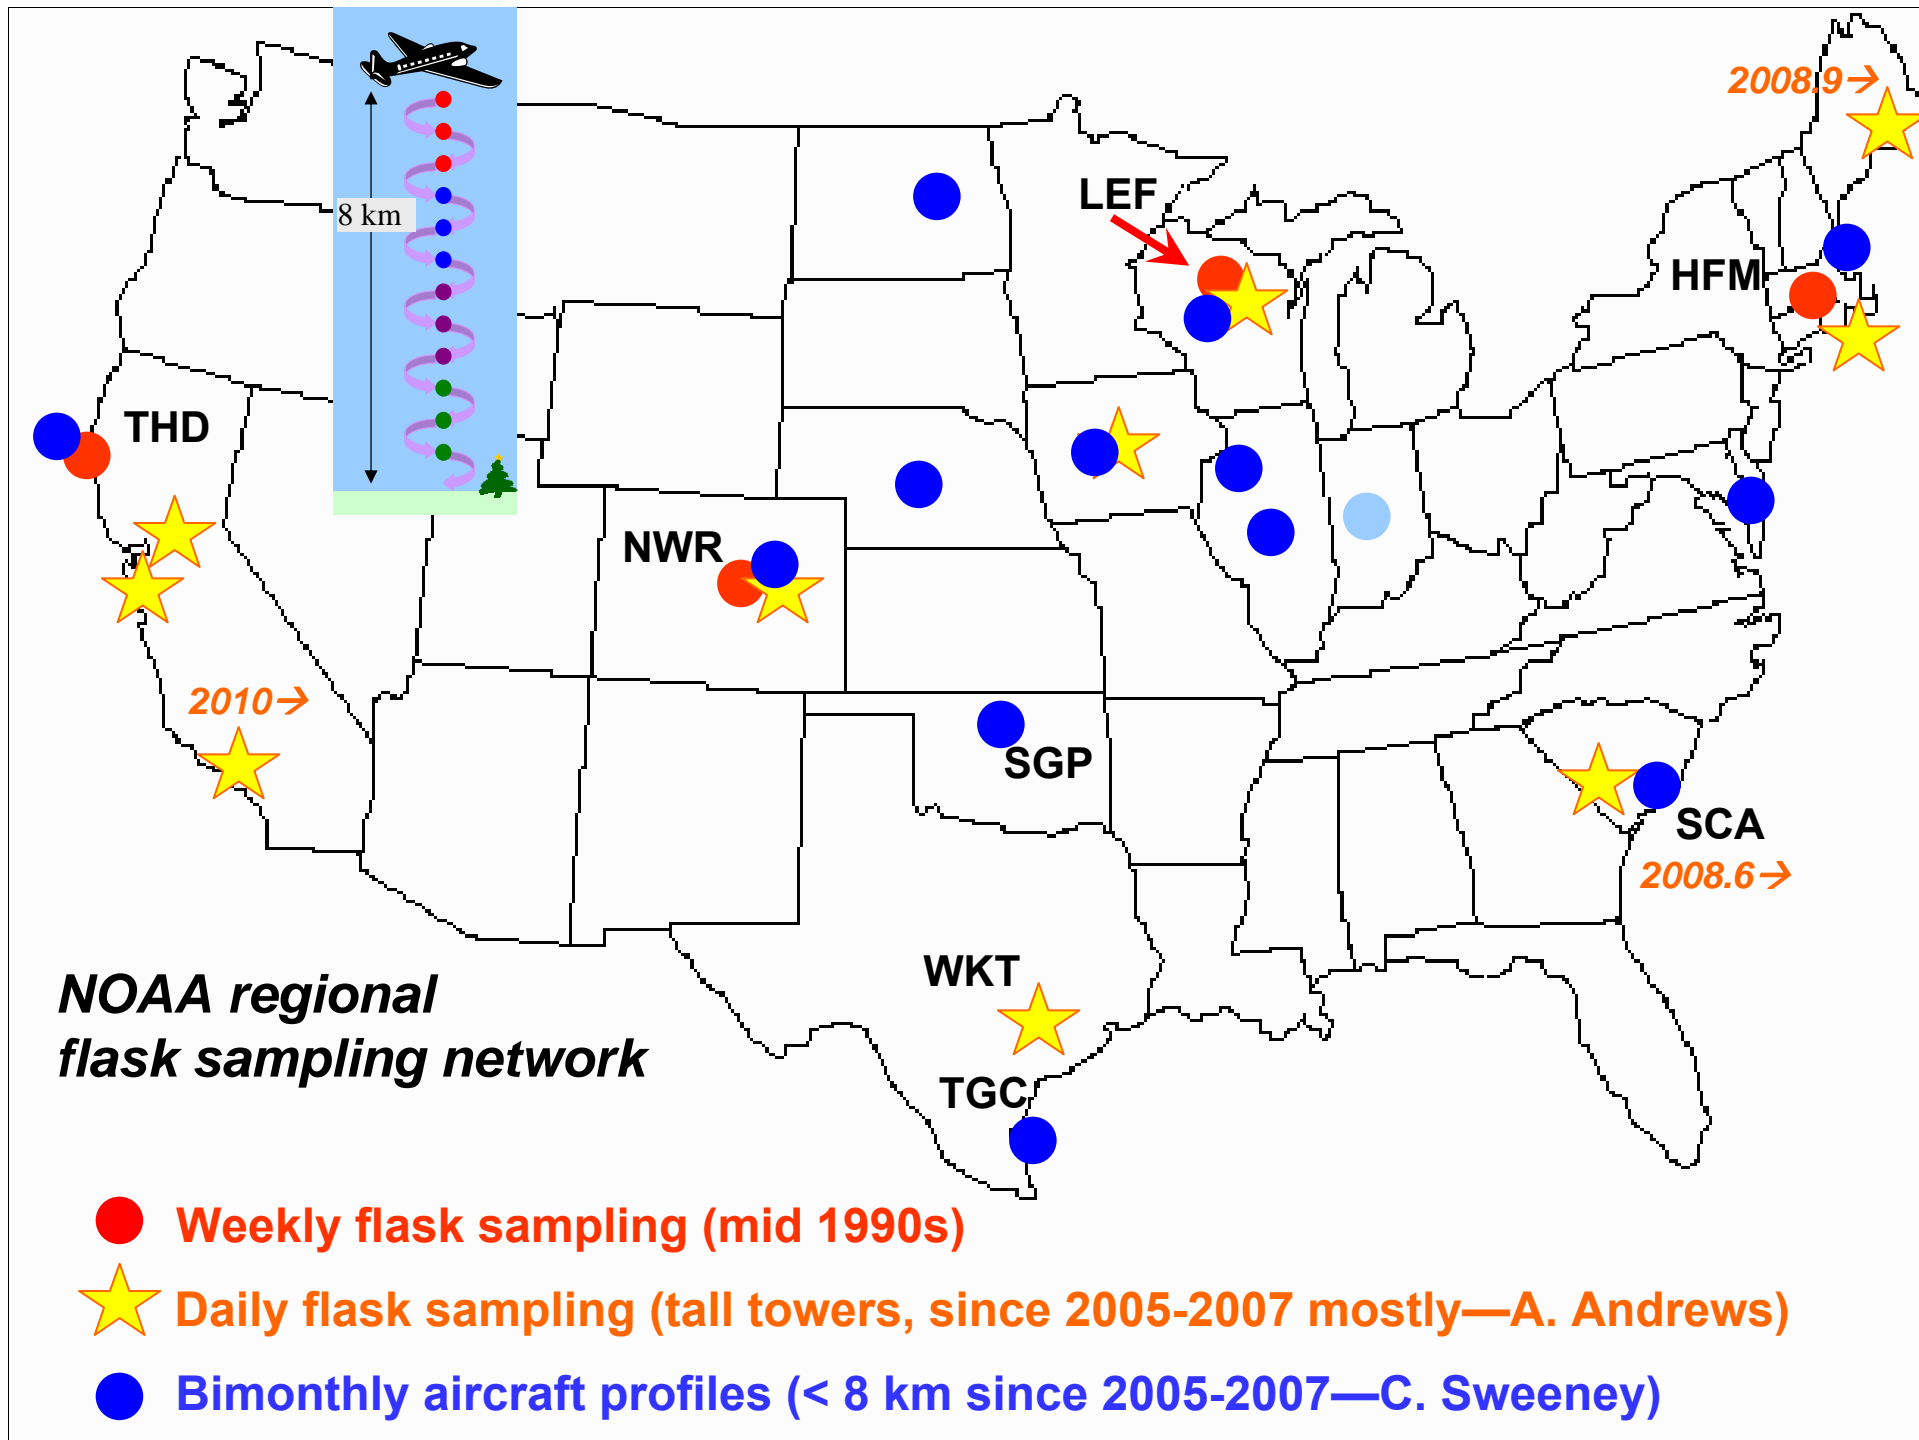 2008.9→
8 km
LEF
HFM
THD
NWR
2010→
SGP
SCA
2008.6→
WKT
NOAA regional
flask sampling network
TGC
Weekly flask sampling (mid 1990s)
Daily flask sampling (tall towers, since 2005-2007 mostly—A. Andrews)
Bimonthly aircraft profiles (< 8 km since 2005-2007—C. Sweeney)